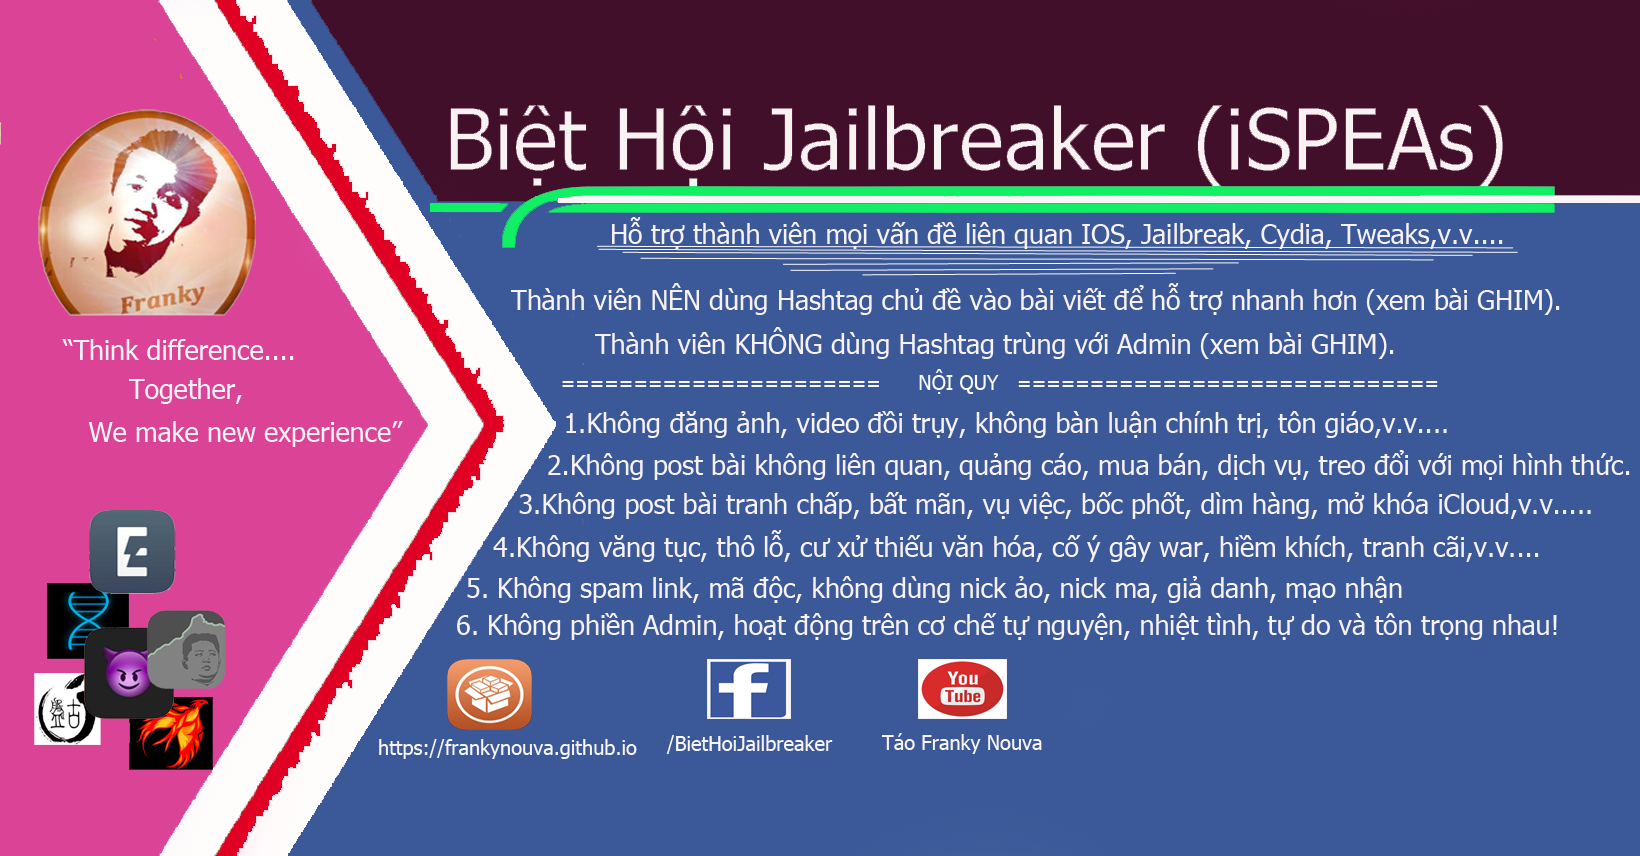 Biệt Hội Jailbreaker (iSPEAs)
Hỗ trợ thành viên mọi vấn đề liên quan IOS, Jailbreak, Cydia, Tweaks,v.v....
Thành viên NÊN dùng Hashtag chủ đề vào bài viết để hỗ trợ nhanh hơn (xem bài GHIM).
Thành viên KHÔNG dùng Hashtag trùng với Admin (xem bài GHIM).
====================== NỘI QUY =============================
1.Không đăng ảnh, video đồi trụy, không bàn luận chính trị, tôn giáo,v.v....
2.Không post bài không liên quan, quảng cáo, mua bán, dịch vụ, treo đổi với mọi hình thức.
3.Không post bài tranh chấp, bất mãn, vụ việc, bốc phốt, dìm hàng, mở khóa iCloud,v.v.....
4.Không văng tục, thô lỗ, cư xử thiếu văn hóa, cố ý gây war, hiềm khích, tranh cãi,v.v....
5. Không spam link, mã độc, không dùng nick ảo, nick ma, giả danh, mạo nhận
6. Không phiền Admin, hoạt động trên cơ chế tự nguyện, nhiệt tình, tự do và tôn trọng nhau!
Franky
“Think difference....
Together,
We make new experience”
E
盤古
f
You
Tube
https://frankynouva.github.io
/BietHoiJailbreaker
Táo Franky Nouva